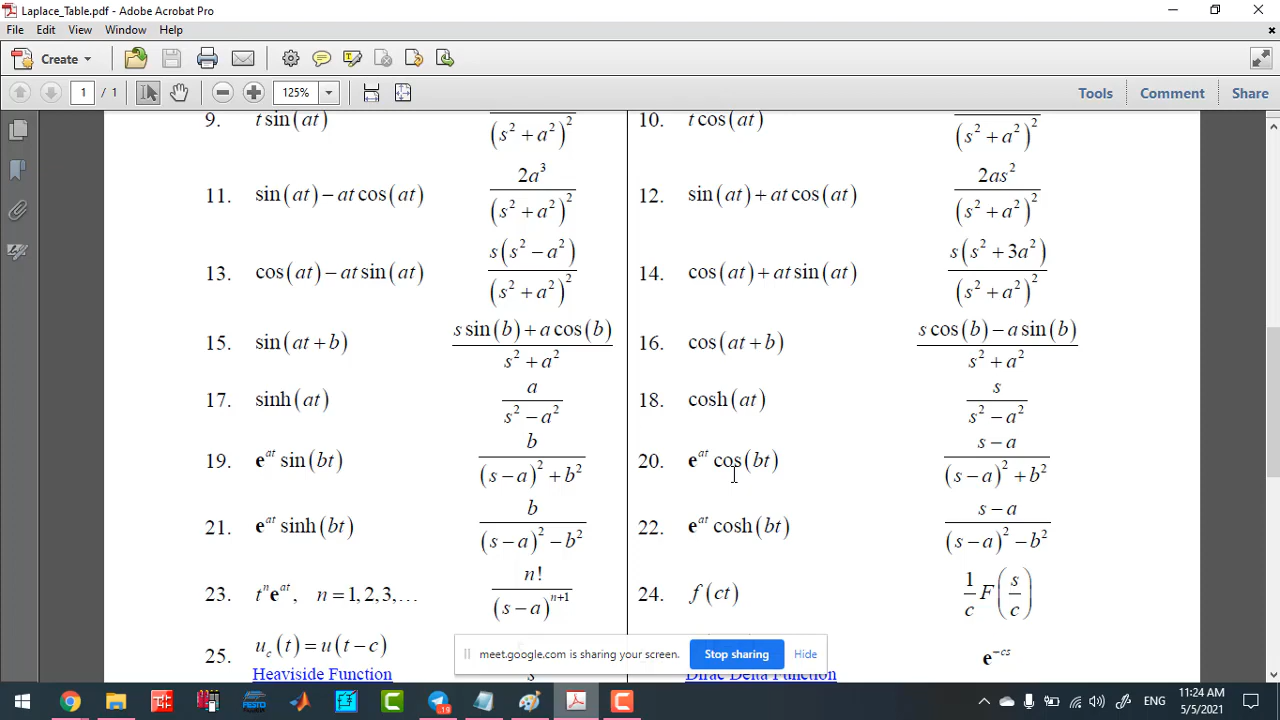 Laplace_Table.pdf - Adobe Acrobat Pro
File Edit View Window Help
Create
1 / 1 125% Tools Comment Share
9. t sin(at) (s² + a²)² 10. t cos(at) (s² + a²)²
11. sin(at) − at cos(at) 2a³ / (s² + a²)² 12. sin(at) + at cos(at) 2as² / (s² + a²)²
13. cos(at) − at sin(at) s(s² − a²) / (s² + a²)² 14. cos(at) + at sin(at) s(s² + 3a²) / (s² + a²)²
15. sin(at + b) s sin(b) + a cos(b) / s² + a² 16. cos(at + b) s cos(b) − a sin(b) / s² + a²
17. sinh(at) a / s² − a² 18. cosh(at) s / s² − a²
19. e^at sin(bt) b / (s − a)² + b² 20. e^at cos(bt) s − a / (s − a)² + b²
21. e^at sinh(bt) b / (s − a)² − b² 22. e^at cosh(bt) s − a / (s − a)² − b²
23. tⁿe^at, n = 1, 2, 3, … n! / (s − a)^n+1 24. f(ct) 1/c F(s/c)
25. u_c(t) = u(t − c) e^−cs
Heaviside Function s Dirac Delta Function
meet.google.com is sharing your screen. Stop sharing Hide
ENG 11:24 AM
5/5/2021